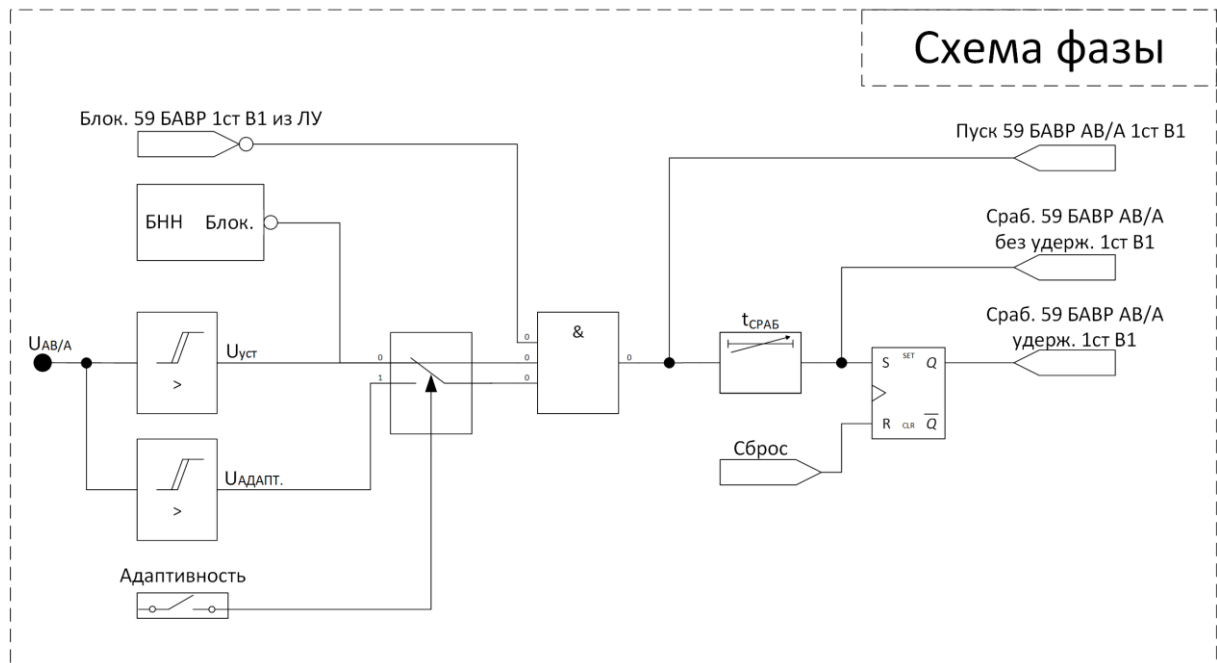 Схема фазы
Блок. 59 БАВР 1ст В1 из ЛУ
Пуск 59 БАВР АВ/А 1ст В1
БНН Блок.
Сраб. 59 БАВР АВ/А
без удерж. 1ст В1
UАВ/А
>
Uуст
0
1
0
0
0
&
0
tСРАБ
Сраб. 59 БАВР АВ/А
удерж. 1ст В1
S SET Q
R CLR Q
Сброс
>
UАДАПТ.
Адаптивность